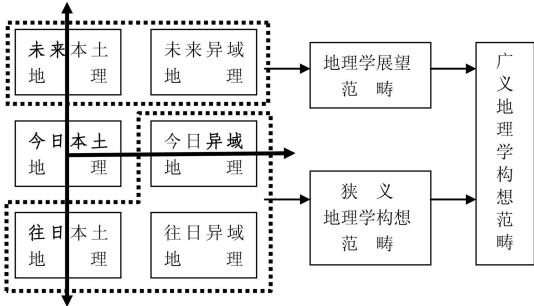 未来本土
地理
未来异域
地理
地理学展望
范畴
今日本土
地理
今日异域
地理
狭义
地理学构想
范畴
往日本土
地理
往日异域
地理
广义地理学构想范畴